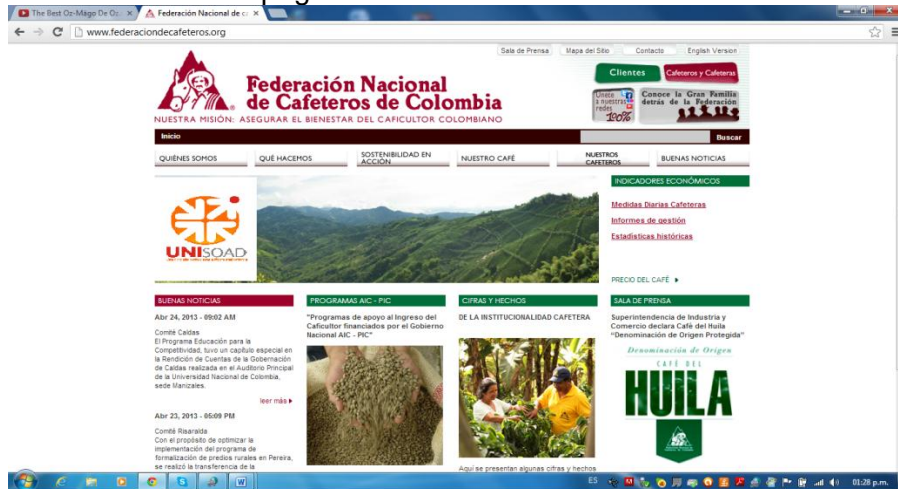 The Best Oz-Mago De Oz
Federación Nacional de ca
www.federaciondecafeteros.org
Sala de Prensa
Mapa del Sitio
Contacto
English Version
Federación Nacional
de Cafeteros de Colombia
NUESTRA MISIÓN: ASEGURAR EL BIENESTAR DEL CAFICULTOR COLOMBIANO
Clientes
Cafeteros y Cafeteras
Únete
a nuestras
redes
100%
Conoce la Gran Familia
detrás de la Federación
Inicio
Buscar
QUIÉNES SOMOS
QUÉ HACEMOS
SOSTENIBILIDAD EN
ACCIÓN
NUESTRO CAFÉ
NUESTROS
CAFETEROS
BUENAS NOTICIAS
UNISOAD
INDICADORES ECONÓMICOS
Medidas Diarias Cafeteras
Informes de gestión
Estadísticas históricas
PRECIO DEL CAFÉ
BUENAS NOTICIAS
Abr 24, 2013 - 09:02 AM
Comité Caldas
El Programa Educación para la
Competitividad, tuvo un capítulo especial en
la Rendición de Cuentas de la Gobernación
de Caldas realizada en el Auditorio Principal
de la Universidad Nacional de Colombia,
sede Manizales.
leer más
Abr 23, 2013 - 05:09 PM
Comité Risaralda
Con el propósito de optimizar la
implementación del programa de
formalización de predios rurales en Pereira,
se realizó la transferencia de la
PROGRAMAS AIC - PIC
"Programas de apoyo al Ingreso del
Caficultor financiados por el Gobierno
Nacional AIC - PIC"
CIFRAS Y HECHOS
DE LA INSTITUCIONALIDAD CAFETERA
Aquí se presentan algunas cifras y hechos
SALA DE PRENSA
Superintendencia de Industria y
Comercio declara Café del Huila
"Denominación de Origen Protegida"
Denominación de Origen
CAFÉ DEL
HUILA
ES
01:28 p.m.